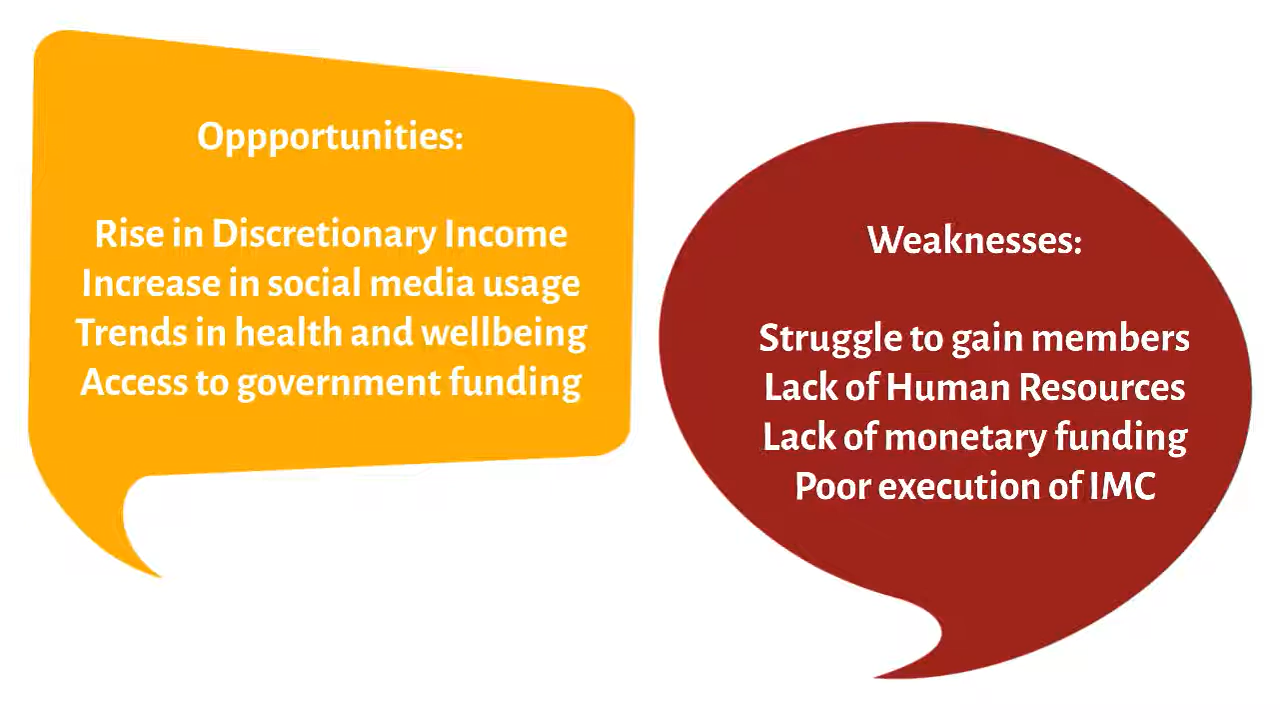 Oppportunities:
Rise in Discretionary Income
Increase in social media usage
Trends in health and wellbeing
Access to government funding
Weaknesses:
Struggle to gain members
Lack of Human Resources
Lack of monetary funding
Poor execution of IMC